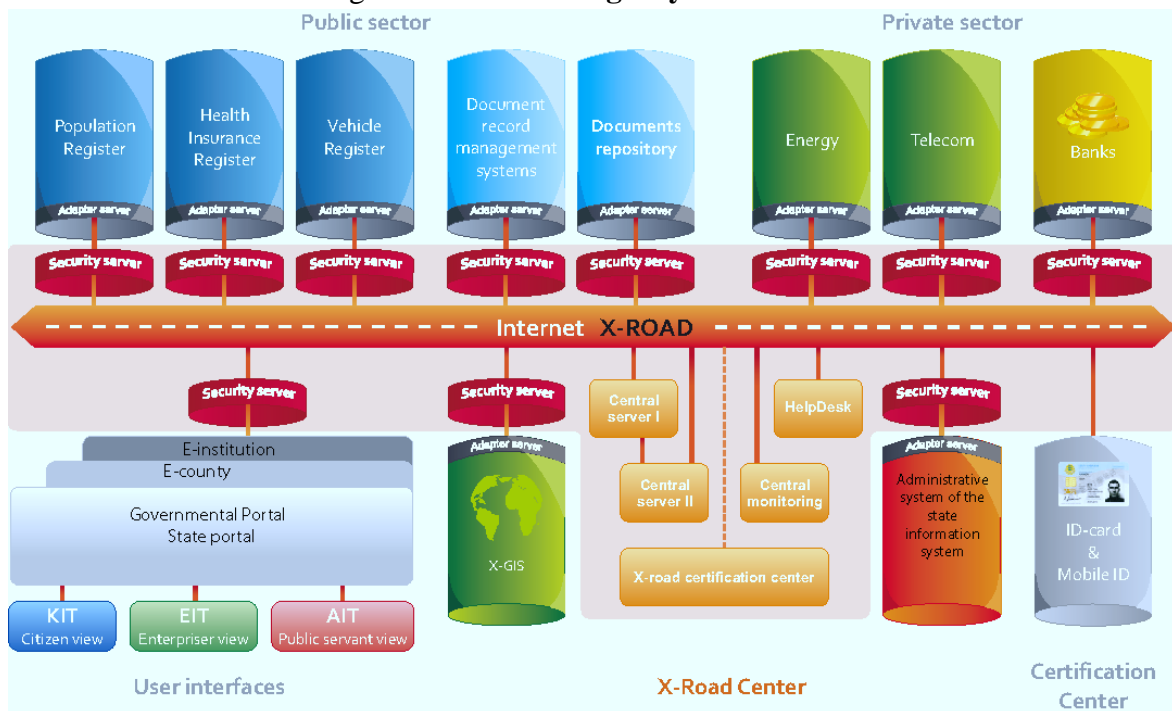 Public sector
Private sector
Population
Register
Health
Insurance
Register
Vehicle
Register
Document
record
management
systems
Documents
repository
Energy
Telecom
Banks
Adapter server
Adapter server
Adapter server
Adapter server
Adapter server
Adapter server
Adapter server
Adapter server
Security server
Security server
Security server
Security server
Security server
Security server
Security server
Security server
Internet X-ROAD
Security server
Security server
Central
server I
HelpDesk
Security server
E-institution
E-county
Governmental Portal
State portal
Adapter server
X-GIS
Central
server II
Central
monitoring
X-road certification center
Adapter server
Administrative
system of the
state
information
system
ID-card
&
Mobile ID
KIT
Citizen view
EIT
Enterpriser view
AIT
Public servant view
User interfaces
X-Road Center
Certification
Center